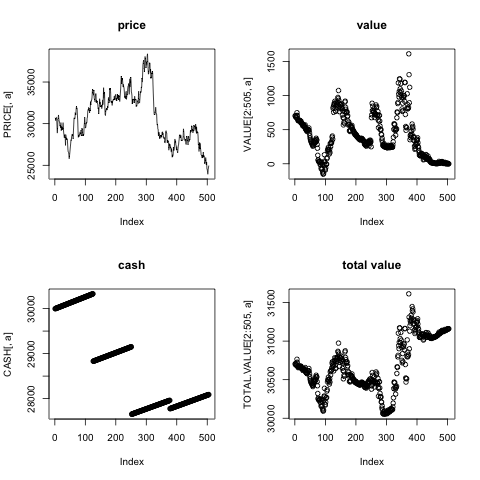 price
PRICE[, a]
35000
30000
25000
0 100 200 300 400 500
Index
value
VALUE[2:505, a]
1500
1000
500
0
0 100 200 300 400 500
Index
cash
CASH[, a]
30000
29000
28000
0 100 200 300 400 500
Index
total value
TOTAL.VALUE[2:505, a]
31500
30500
30000
0 100 200 300 400 500
Index